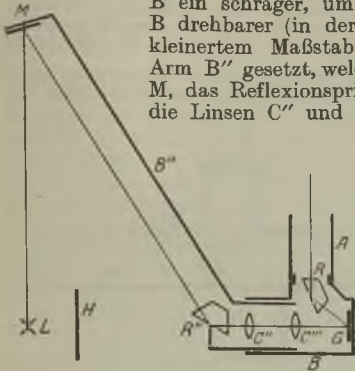 B ein schräger, um
B drehbarer (in der
kleinertem Maßstab
Arm B″ gesetzt, wel
M, das Reflexionspri
die Linsen C″ und
M
B″
A
R
H
L
R″
C″
C‴
G
B